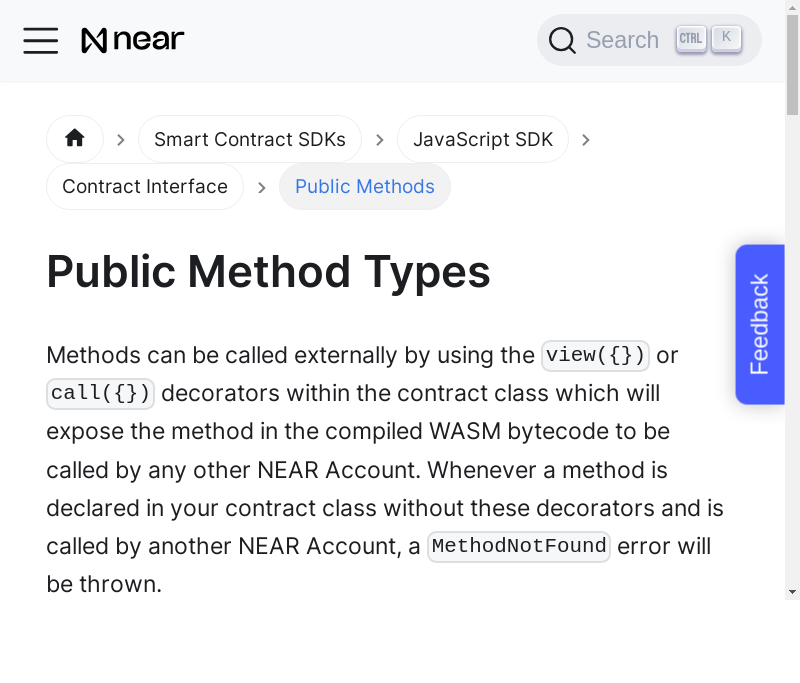 near
Search CTRL K
Smart Contract SDKs > JavaScript SDK >
Contract Interface > Public Methods
Public Method Types
Feedback
Methods can be called externally by using the view({}) or
call({}) decorators within the contract class which will
expose the method in the compiled WASM bytecode to be
called by any other NEAR Account. Whenever a method is
declared in your contract class without these decorators and is
called by another NEAR Account, a MethodNotFound error will
be thrown.